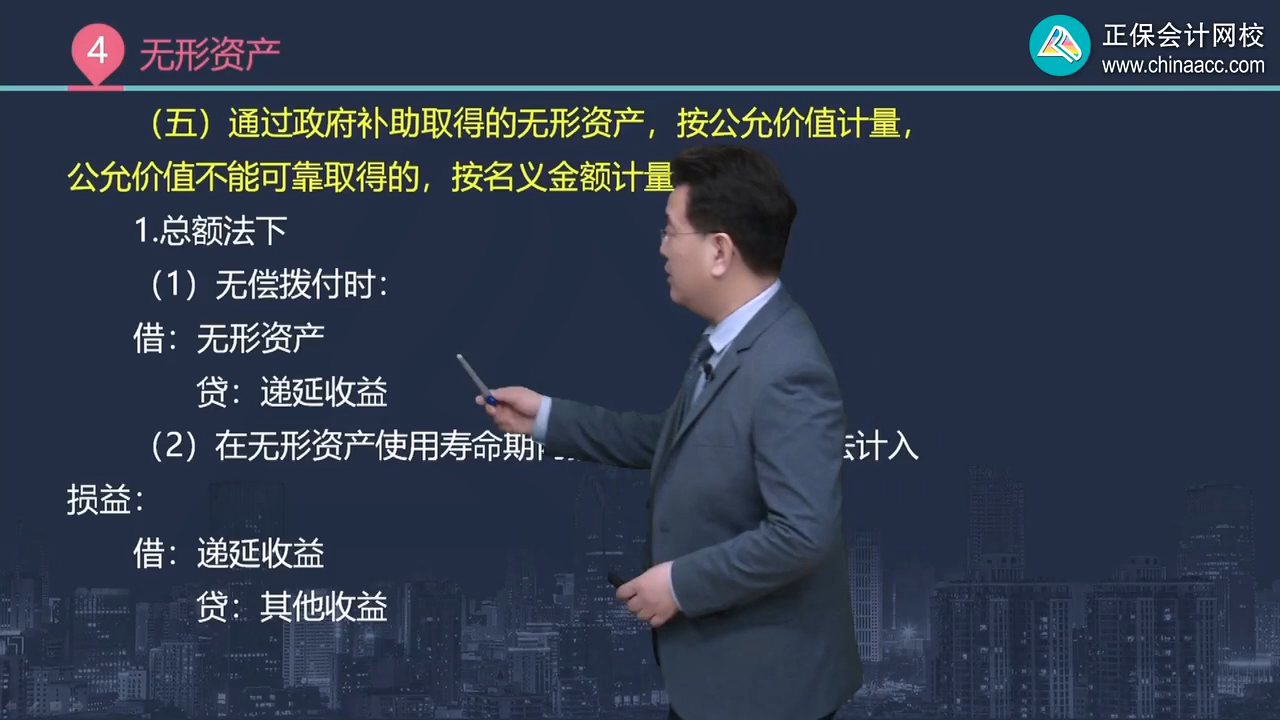 4 无形资产
正保会计网校
www.chinaacc.com
（五）通过政府补助取得的无形资产，按公允价值计量，
公允价值不能可靠取得的，按名义金额计量
1.总额法下
（1）无偿拨付时：
借：无形资产
贷：递延收益
（2）在无形资产使用寿命期 计入
损益：
借：递延收益
贷：其他收益